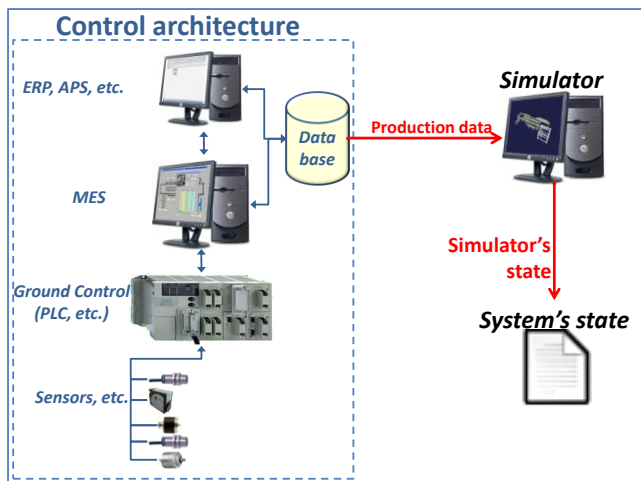 Control architecture
ERP, APS, etc.
MES
Ground Control
(PLC, etc.)
Sensors, etc.
Data
base
Production data
Simulator
Simulator's
state
System's state